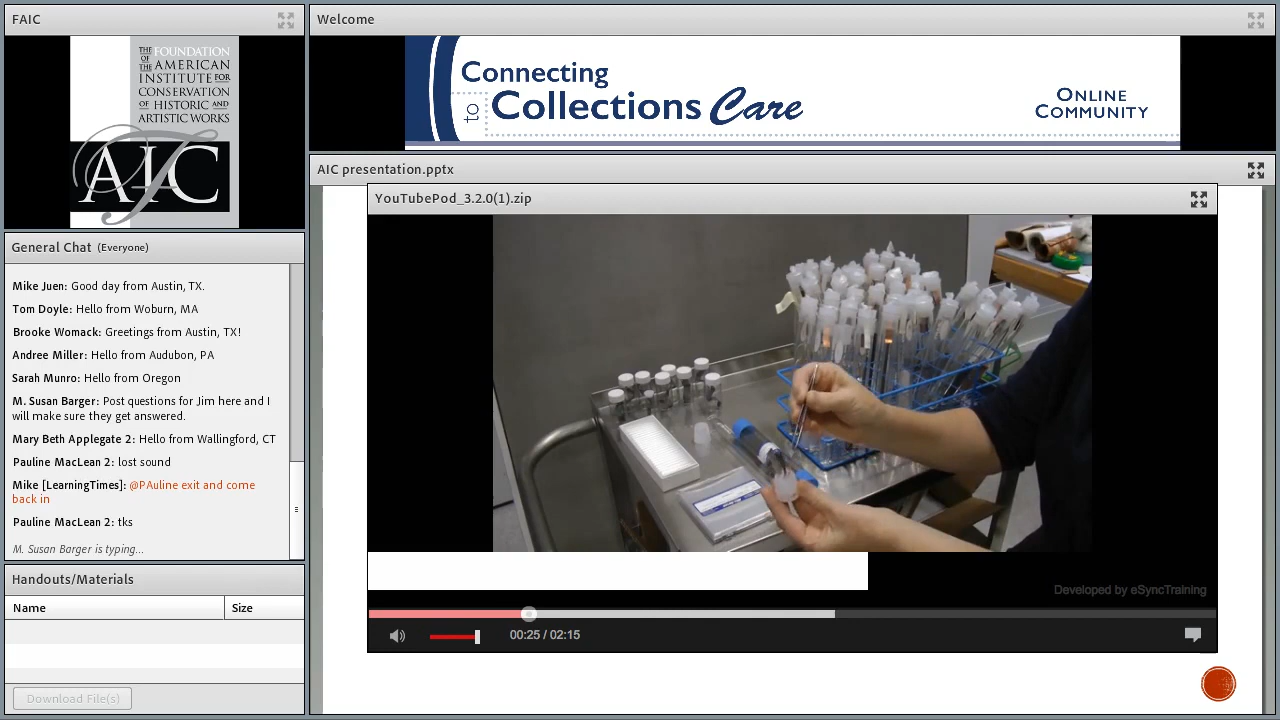 FAIC
THE FOUNDATION
OF THE AMERICAN
INSTITUTE FOR
CONSERVATION
OF HISTORIC AND
ARTISTIC WORKS
AIC
Welcome
Connecting
to Collections Care
ONLINE
COMMUNITY
AIC presentation.pptx
YouTubePod_3.2.0(1).zip
General Chat (Everyone)
Mike Juen: Good day from Austin, TX.
Tom Doyle: Hello from Woburn, MA
Brooke Womack: Greetings from Austin, TX!
Andree Miller: Hello from Audubon, PA
Sarah Munro: Hello from Oregon
M. Susan Barger: Post questions for Jim here and I
will make sure they get answered.
Mary Beth Applegate 2: Hello from Wallingford, CT
Pauline MacLean 2: lost sound
Mike [LearningTimes]: @PAuline exit and come
back in
Pauline MacLean 2: tks
M. Susan Barger is typing...
Handouts/Materials
Name Size
Download File(s)
Developed by eSyncTraining
00:25 / 02:15